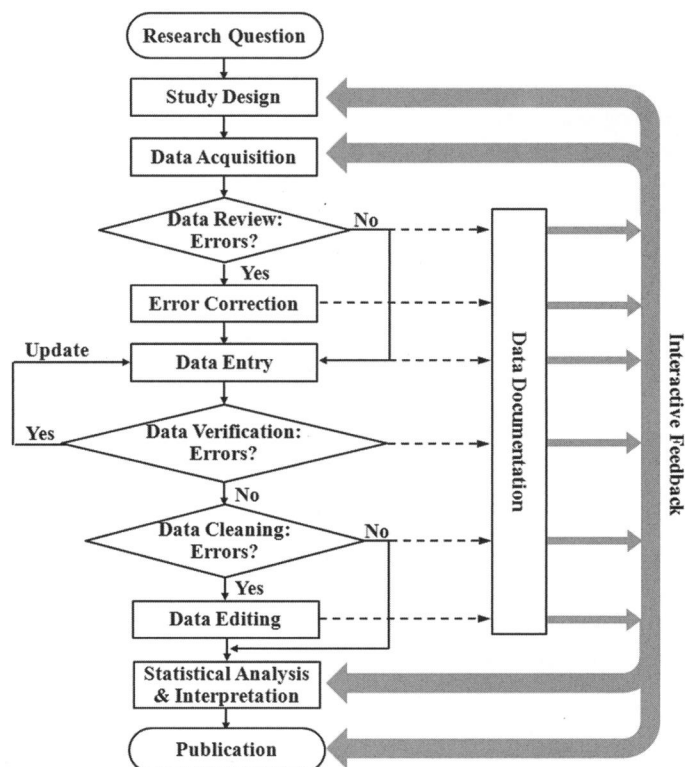 Research Question
Study Design
Data Acquisition
Data Review:
Errors?
No
Yes
Error Correction
Update
Data Entry
Yes
Data Verification:
Errors?
No
Data Cleaning:
Errors?
No
Yes
Data Editing
Statistical Analysis
& Interpretation
Publication
Data Documentation
Interactive Feedback